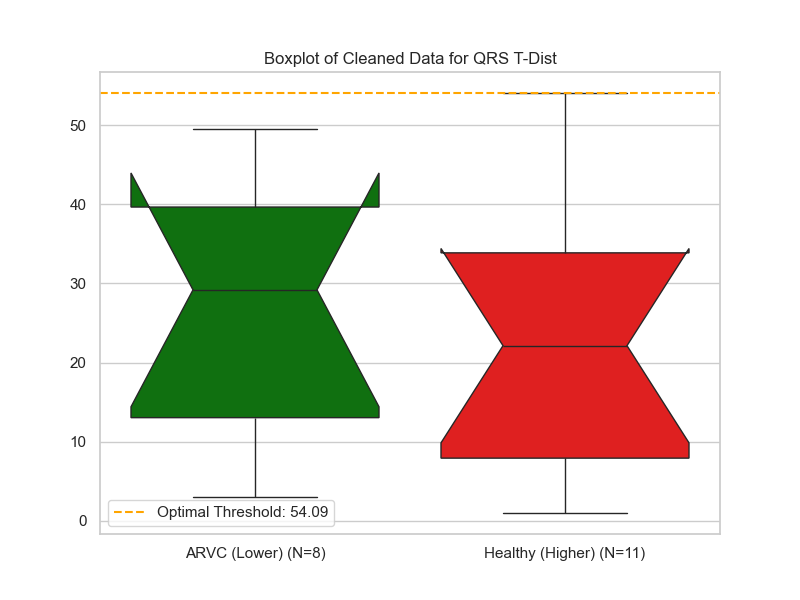 Boxplot of Cleaned Data for QRS T-Dist
50
40
30
20
10
0
Optimal Threshold: 54.09
ARVC (Lower) (N=8)
Healthy (Higher) (N=11)